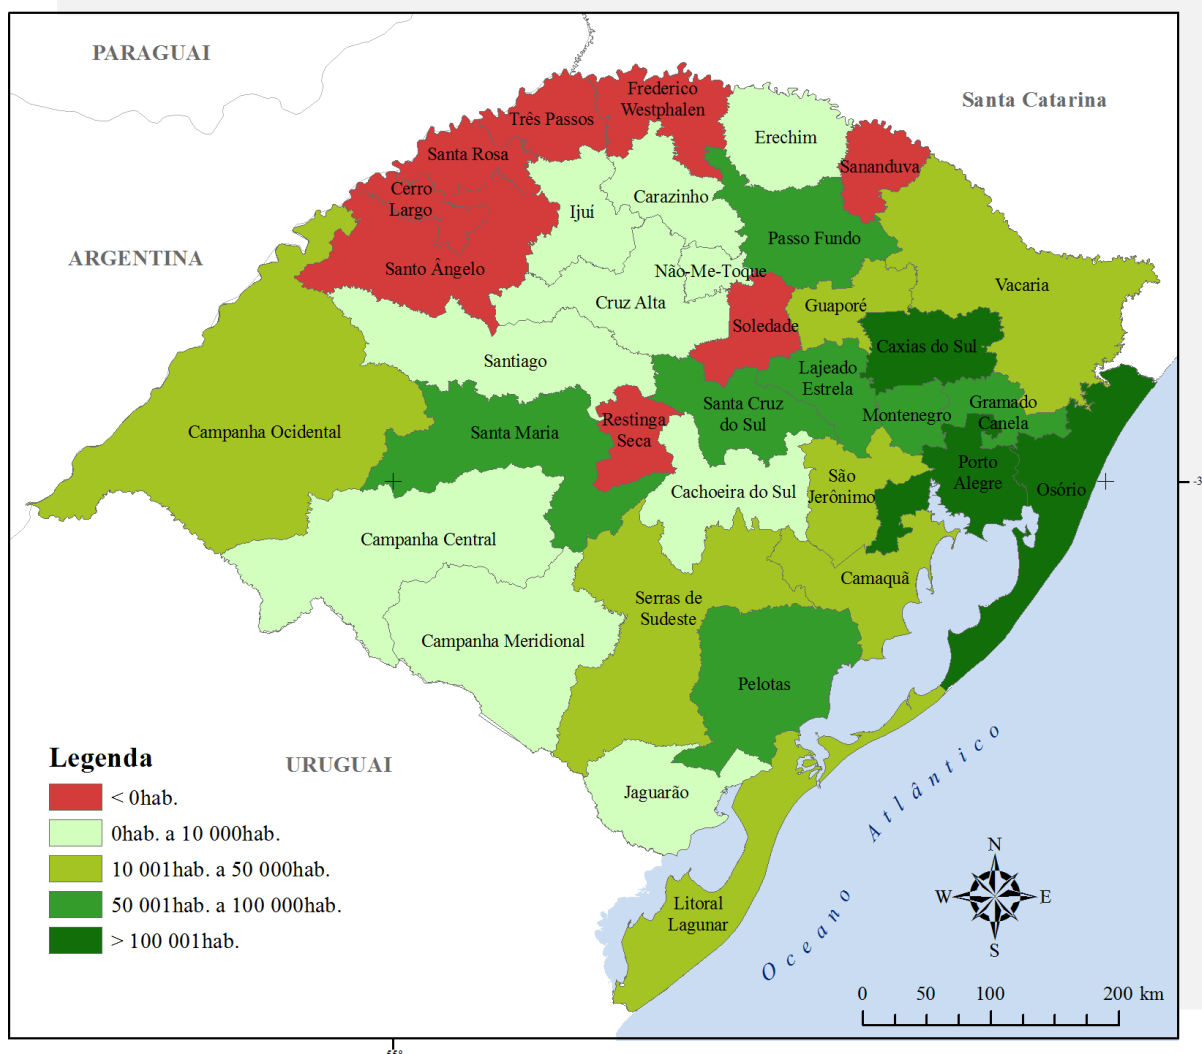 PARAGUAI
Santa Catarina
ARGENTINA
Frederico
Westphalen
Três Passos
Erechim
Santa Rosa
Sananduva
Cerro
Largo
Carazinho
Ijuí
Passo Fundo
Santo Ângelo
Não-Me-Toque
Vacaria
Cruz Alta
Guaporé
Soledade
Caxias do Sul
Santiago
Lajeado
Estrela
Gramado
Canela
Santa Cruz
do Sul
Montenegro
Restinga
Seca
Campanha Ocidental
Santa Maria
Porto
Alegre
São
Jerônimo
Cachoeira do Sul
Osório
-3
Campanha Central
Camaquã
Serras de
Sudeste
Campanha Meridional
Pelotas
URUGUAI
Jaguarão
Litoral
Lagunar
Oceano Atlântico
Legenda
< 0hab.
0hab. a 10 000hab.
10 001hab. a 50 000hab.
50 001hab. a 100 000hab.
> 100 001hab.
N
W
E
S
0 50 100 200 km